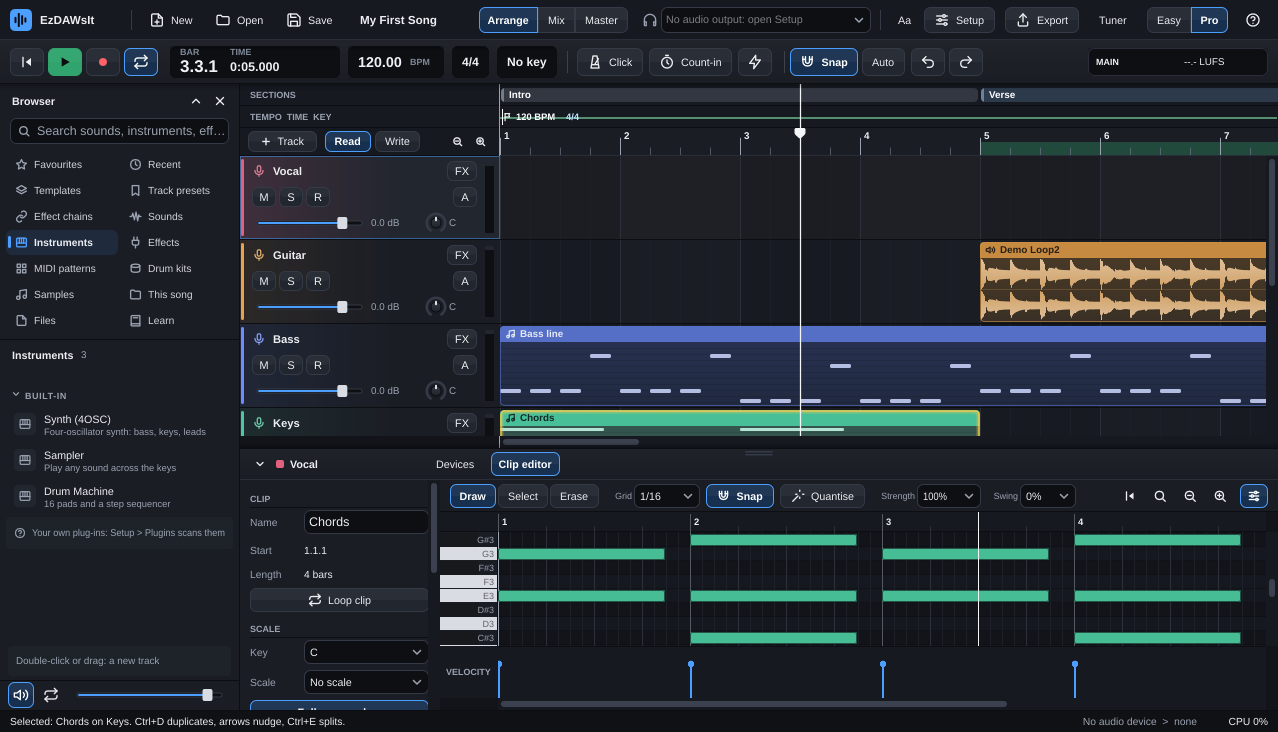 EzDAWsIt
New
Open
Save
My First Song
Arrange
Mix
Master
No audio output: open Setup
Aa
Setup
Export
Tuner
Easy
Pro
BAR
3.3.1
TIME
0:05.000
120.00 BPM
4/4
No key
Click
Count-in
Snap
Auto
MAIN
--.- LUFS
Browser
Search sounds, instruments, eff…
Favourites
Recent
Templates
Track presets
Effect chains
Sounds
Instruments
Effects
MIDI patterns
Drum kits
Samples
This song
Files
Learn
Instruments 3
BUILT-IN
Synth (4OSC)
Four-oscillator synth: bass, keys, leads
Sampler
Play any sound across the keys
Drum Machine
16 pads and a step sequencer
Your own plug-ins: Setup > Plugins scans them
Double-click or drag: a new track
SECTIONS
Intro
Verse
TEMPO TIME KEY
120 BPM 4/4
Track
Read
Write
1 2 3 4 5 6 7
Vocal
FX
M S R
A
0.0 dB
C
Guitar
FX
M S R
A
0.0 dB
C
Demo Loop2
Bass
FX
M S R
A
0.0 dB
C
Bass line
Keys
FX
Chords
Vocal
Devices
Clip editor
CLIP
Name Chords
Start 1.1.1
Length 4 bars
Loop clip
SCALE
Key C
Scale No scale
Draw
Select
Erase
Grid 1/16
Snap
Quantise
Strength 100%
Swing 0%
1 2 3 4
G#3
G3
F#3
F3
E3
D#3
D3
C#3
VELOCITY
Selected: Chords on Keys. Ctrl+D duplicates, arrows nudge, Ctrl+E splits.
No audio device > none
CPU 0%